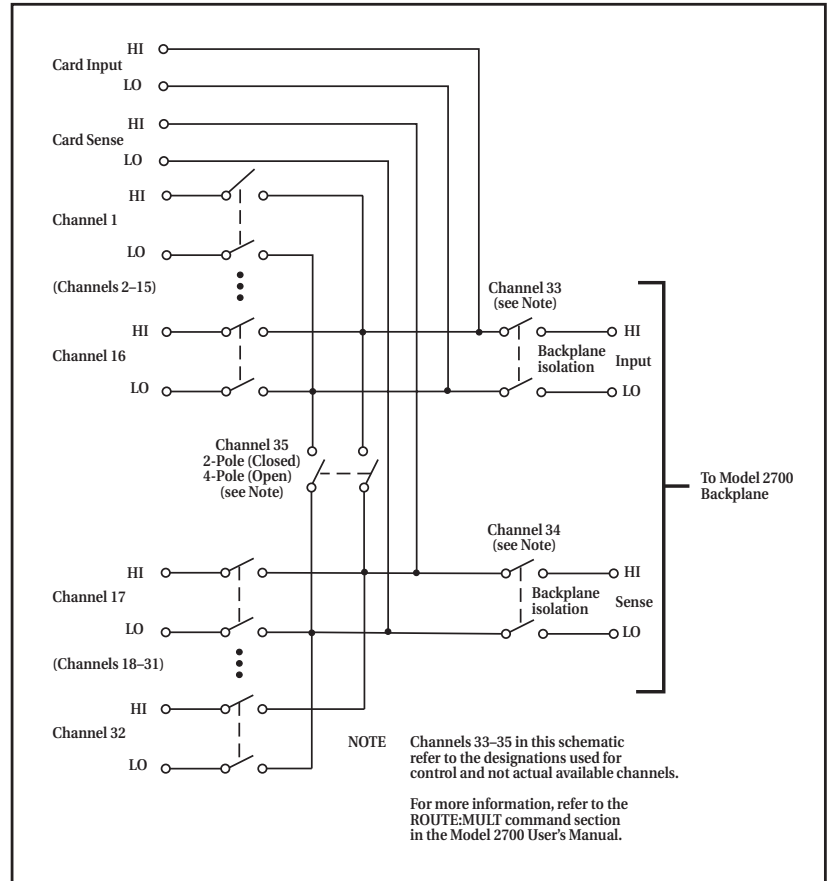 HI
Card Input
LO
HI
Card Sense
LO
HI
Channel 1
LO
(Channels 2–15)
HI
Channel 16
LO
Channel 33
(see Note)
Backplane
isolation
HI
Input
LO
Channel 35
2-Pole (Closed)
4-Pole (Open)
(see Note)
To Model 2700
Backplane
HI
Channel 17
LO
(Channels 18–31)
Channel 34
(see Note)
Backplane
isolation
HI
Sense
LO
HI
Channel 32
LO
NOTE Channels 33–35 in this schematic
refer to the designations used for
control and not actual available channels.
For more information, refer to the
ROUTE:MULT command section
in the Model 2700 User's Manual.